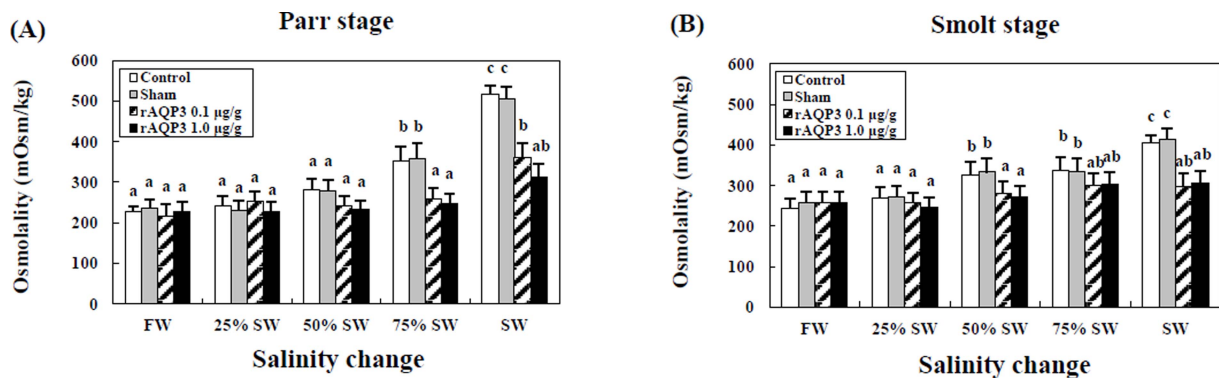 (A)
Parr stage
Osmolality (mOsm/kg)
600
500
400
300
200
100
0
Control
Sham
rAQP3 0.1 µg/g
rAQP3 1.0 µg/g
a a a a
a a a a
a a a a
b b a a
c c b ab
FW 25% SW 50% SW 75% SW SW
Salinity change
(B)
Smolt stage
Osmolality (mOsm/kg)
600
500
400
300
200
100
0
Control
Sham
rAQP3 0.1 µg/g
rAQP3 1.0 µg/g
a a a a
a a a a
b b a a
b b ab ab
c c ab ab
FW 25% SW 50% SW 75% SW SW
Salinity change